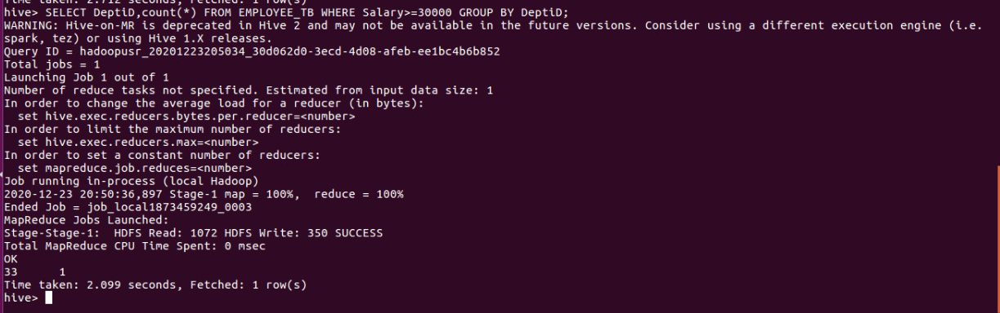 Time taken: 2.712 seconds, Fetched: 1 row(s)
hive> SELECT DeptiD,count(*) FROM EMPLOYEE_TB WHERE Salary>=30000 GROUP BY DeptiD;
WARNING: Hive-on-MR is deprecated in Hive 2 and may not be available in the future versions. Consider using a different execution engine (i.e.
spark, tez) or using Hive 1.X releases.
Query ID = hadoopusr_20201223205034_30d062d0-3ecd-4d08-afeb-ee1bc4b6b852
Total jobs = 1
Launching Job 1 out of 1
Number of reduce tasks not specified. Estimated from input data size: 1
In order to change the average load for a reducer (in bytes):
  set hive.exec.reducers.bytes.per.reducer=<number>
In order to limit the maximum number of reducers:
  set hive.exec.reducers.max=<number>
In order to set a constant number of reducers:
  set mapreduce.job.reduces=<number>
Job running in-process (local Hadoop)
2020-12-23 20:50:36,897 Stage-1 map = 100%,  reduce = 100%
Ended Job = job_local1873459249_0003
MapReduce Jobs Launched:
Stage-Stage-1:  HDFS Read: 1072 HDFS Write: 350 SUCCESS
Total MapReduce CPU Time Spent: 0 msec
OK
33      1
Time taken: 2.099 seconds, Fetched: 1 row(s)
hive>